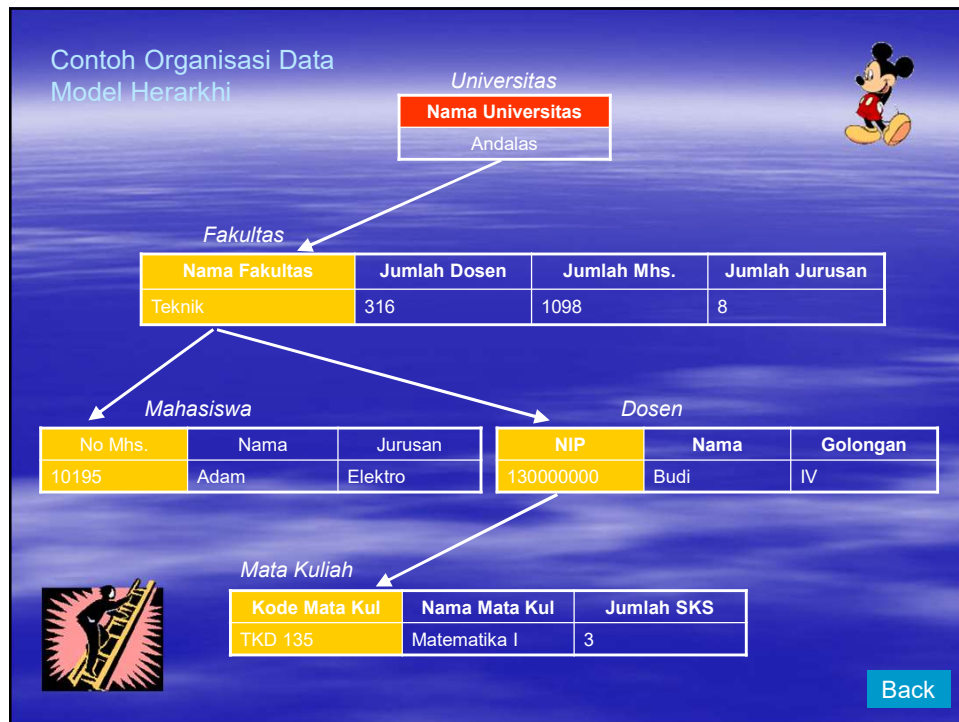 Contoh Organisasi Data
Model Herarkhi
Universitas
Nama Universitas
Andalas
Fakultas
Nama Fakultas Jumlah Dosen Jumlah Mhs. Jumlah Jurusan
Teknik 316 1098 8
Mahasiswa
No Mhs. Nama Jurusan
10195 Adam Elektro
Dosen
NIP Nama Golongan
130000000 Budi IV
Mata Kuliah
Kode Mata Kul Nama Mata Kul Jumlah SKS
TKD 135 Matematika I 3
Back